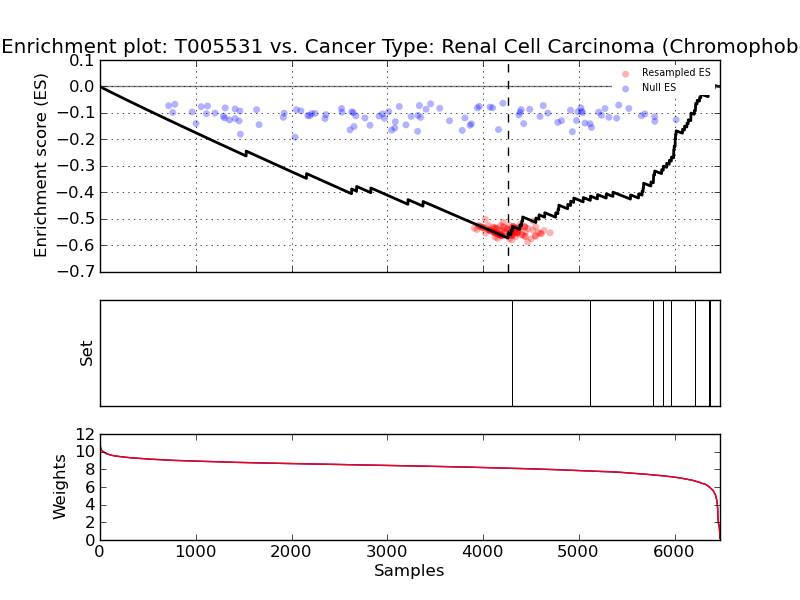 Enrichment plot: T005531 vs. Cancer Type: Renal Cell Carcinoma (Chromophob
0.1
0.0
−0.1
−0.2
−0.3
−0.4
−0.5
−0.6
−0.7
Enrichment score (ES)
Resampled ES
Null ES
Set
12
10
8
6
4
2
0
Weights
0 1000 2000 3000 4000 5000 6000
Samples